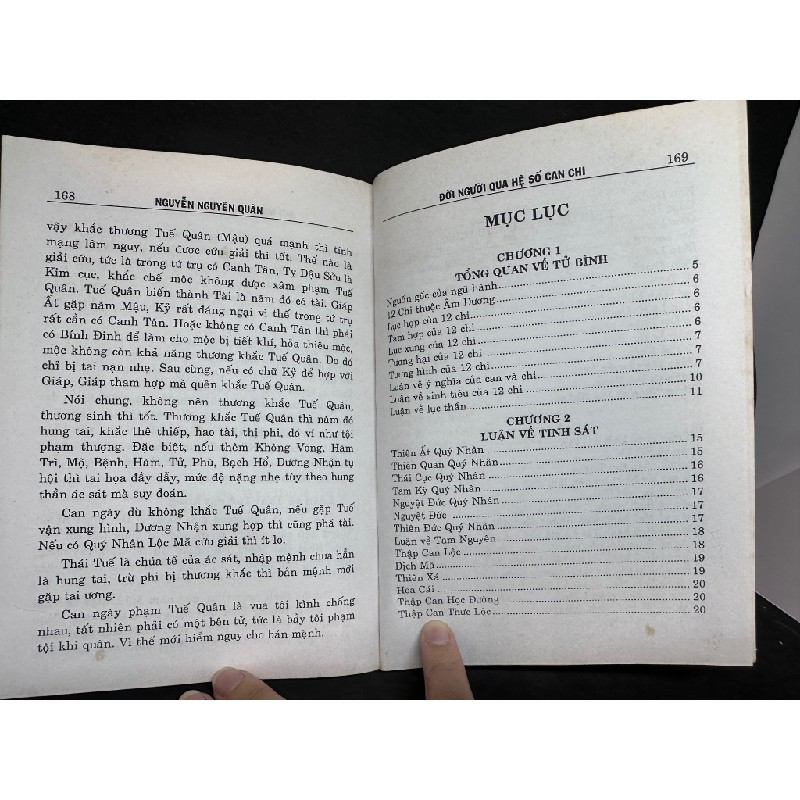 168
NGUYỄN NGUYÊN QUÂN
vậy khắc thương Tuế Quân (Mậu) quá mạnh thì tính
mạng lâm nguy, nếu được cứu giải thì tốt. Thế nào là
giải cứu, tức là trong tứ trụ có Canh Tân, Tỵ Dậu Sửu là
Kim cục, khắc chế mộc không được xâm phạm Tuế
Quân. Tuế Quân biến thành Tài là năm đó có tài. Giáp
Ất gặp năm Mậu, Kỷ rất đáng ngại vì thế trong tứ trụ
rất cần có Canh Tân. Hoặc không có Canh Tân thì phải
có Bính Đinh để làm cho mộc bị tiết khí, hỏa thiêu mộc,
mộc không còn khả năng thương khắc Tuế Quân. Do đó
chỉ bị tai nạn nhẹ. Sau cùng, nếu có chữ Kỷ để hợp với
Giáp, Giáp tham hợp mà quên khắc Tuế Quân.
Nói chung, không nên thương khắc Tuế Quân,
thương sinh thì tốt. Thương khắc Tuế Quân thì năm đó
hung tai, khắc thê thiếp, hao tài, thị phi, do ví như tội
phạm thượng. Đặc biệt, nếu thêm Không Vong, Hàm
Trì, Mộ, Bệnh, Hãm, Tử, Phù, Bạch Hổ, Dương Nhận tụ
hội thì tai họa đầy dẫy, mức độ nặng nhẹ tùy theo hung
thần ác sát mà suy đoán.
Can ngày dù không khắc Tuế Quân, nếu gặp Tuế
vận xung hình, Dương Nhận xung hợp thì cũng phá tài.
Nếu có Quý Nhân Lộc Mã cứu giải thì ít lo.
Thái Tuế là chúa tể của ác sát, nhập mệnh chưa hẳn
là hung tai, trừ phi bị thương khắc thì bản mệnh mới
gặp tai ương.
Can ngày phạm Tuế Quân là vua tôi kình chống
nhau, tất nhiên phải có một bên tử, tức là bầy tôi phạm
tội khi quân. Vì thế mới hiểm nguy cho bản mệnh.
ĐỜI NGƯỜI QUA HỆ SỐ CAN CHI
169
MỤC LỤC
CHƯƠNG 1
TỔNG QUAN VỀ TỬ BÌNH
Nguồn gốc của ngũ hành 5
12 Chi thuộc Âm Dương 6
Lục hợp của 12 chi 6
Tam hợp của 12 chi 6
Lục xung của 12 chi 6
Tương hại của 12 chi 7
Tương hình của 12 chi 7
Luận về ý nghĩa của can và chi 7
Luận về sinh tiêu của 12 chi 10
Luận về lục thần 11
CHƯƠNG 2
LUẬN VỀ TINH SÁT
Thiên Ất Quý Nhân 15
Thiên Quan Quý Nhân 15
Thái Cực Quý Nhân 16
Tam Kỳ Quý Nhân 16
Nguyệt Đức Quý Nhân 17
Nguyệt Đức 17
Thiên Đức Quý Nhân 17
Luận về Tam Nguyên 18
Thập Can Lộc 18
Dịch Mã 19
Thiên Xá 19
Hoa Cái 20
Thập Can Học Đường 20
Thập Can Thực Lộc 20